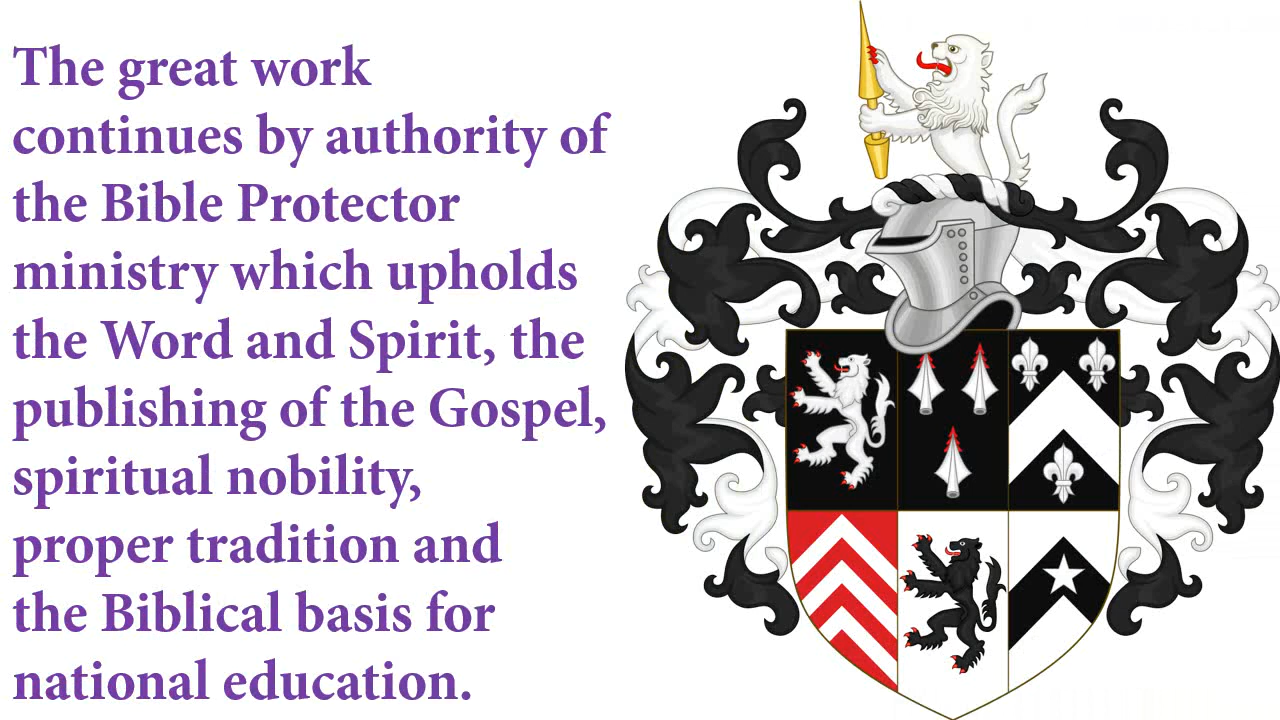 The great work
continues by authority of
the Bible Protector
ministry which upholds
the Word and Spirit, the
publishing of the Gospel,
spiritual nobility,
proper tradition and
the Biblical basis for
national education.